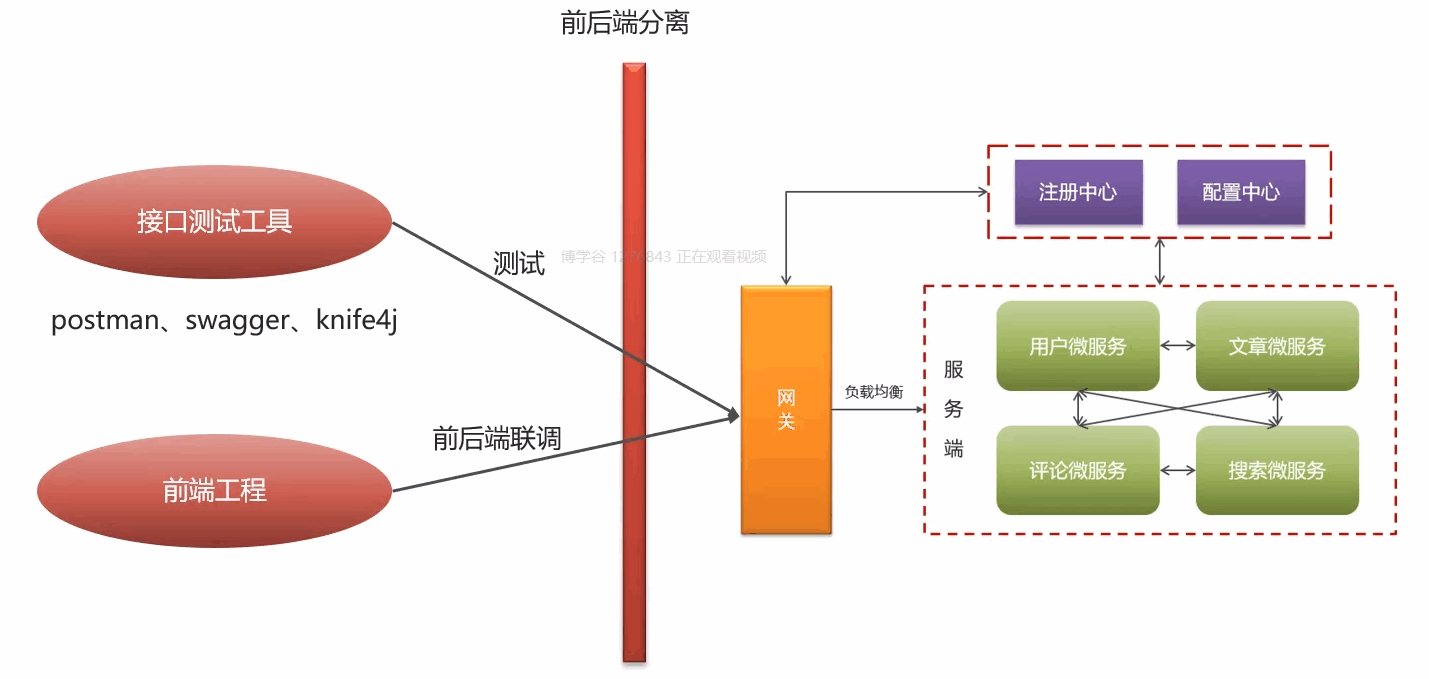 前后端分离
接口测试工具
postman、swagger、knife4j
测试
前端工程
前后端联调
网
关
负载均衡
注册中心
配置中心
服
务
端
用户微服务
文章微服务
评论微服务
搜索微服务
博学谷
正在观看视频